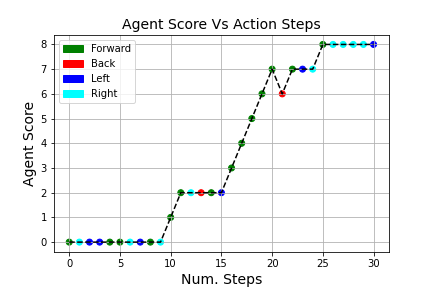 Agent Score Vs Action Steps
Forward
Back
Left
Right
Agent Score
8
7
6
5
4
3
2
1
0
0 5 10 15 20 25 30
Num. Steps